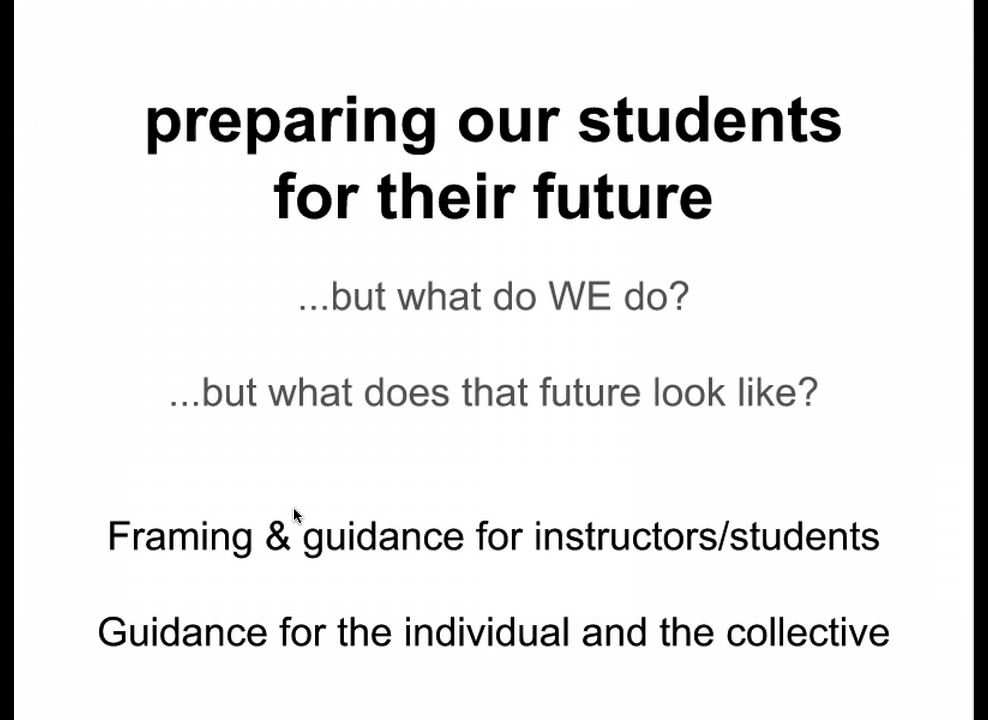 preparing our students
for their future
...but what do WE do?
...but what does that future look like?
Framing & guidance for instructors/students
Guidance for the individual and the collective